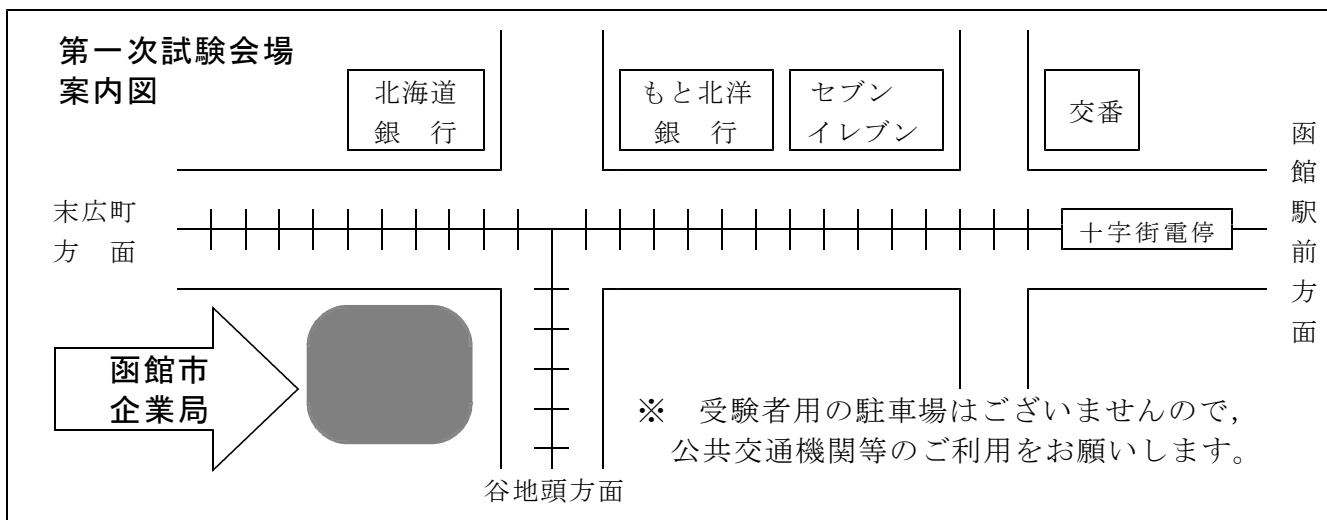 第一次試験会場
案内図
北海道
銀　行
もと北洋
銀　行
セブン
イレブン
交番
函館駅前方面
末広町
方　面
十字街電停
函館市
企業局
※　受験者用の駐車場はございませんので，
公共交通機関等のご利用をお願いします。
谷地頭方面